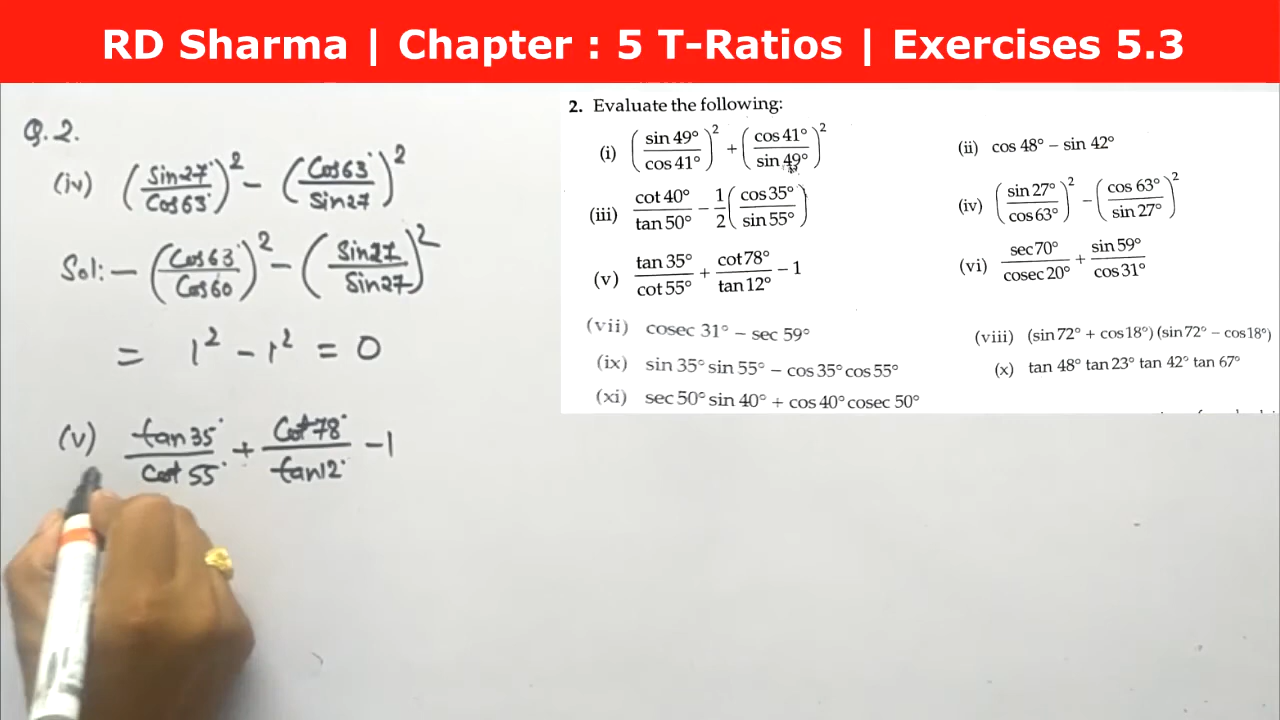 RD Sharma | Chapter : 5 T-Ratios | Exercises 5.3
Q.2.
(iv) (Sin27°/Cos63°)² − (Cos63°/Sin27)²
Sol:- (Cos63°/Cos60°)² − (Sin27°/Sin27)²
= 1² − 1² = 0
(v) tan35°/Cot55° + Cot78°/tan12° −1
2. Evaluate the following:
(i) (sin 49°/cos 41°)² + (cos 41°/sin 49°)²
(ii) cos 48° − sin 42°
(iii) cot 40°/tan 50° − 1/2 (cos 35°/sin 55°)
(iv) (sin 27°/cos 63°)² − (cos 63°/sin 27°)²
(v) tan 35°/cot 55° + cot 78°/tan 12° − 1
(vi) sec 70°/cosec 20° + sin 59°/cos 31°
(vii) cosec 31° − sec 59°
(viii) (sin 72° + cos 18°) (sin 72° − cos 18°)
(ix) sin 35° sin 55° − cos 35° cos 55°
(x) tan 48° tan 23° tan 42° tan 67°
(xi) sec 50° sin 40° + cos 40° cosec 50°